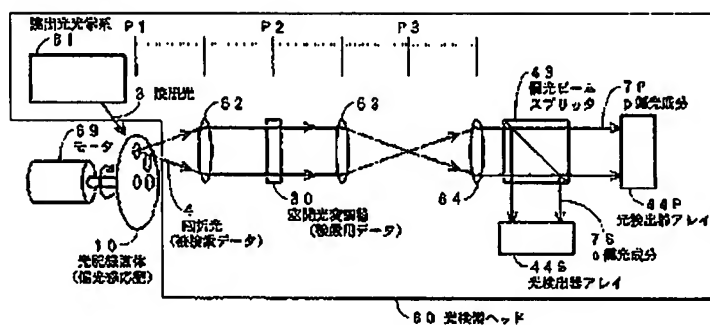 P1
P2
P3
読出光光学系
61
3 読出光
69
モータ
62
63
43
偏光ビーム
スプリッタ
7P
p偏光成分
4
回折光
(被検索データ)
80
空間光変調器
(検索用データ)
64
44P
光検出器アレイ
10
光記録媒体
(偏光感応型)
7S
s偏光成分
44S
光検出器アレイ
60 光検索ヘッド